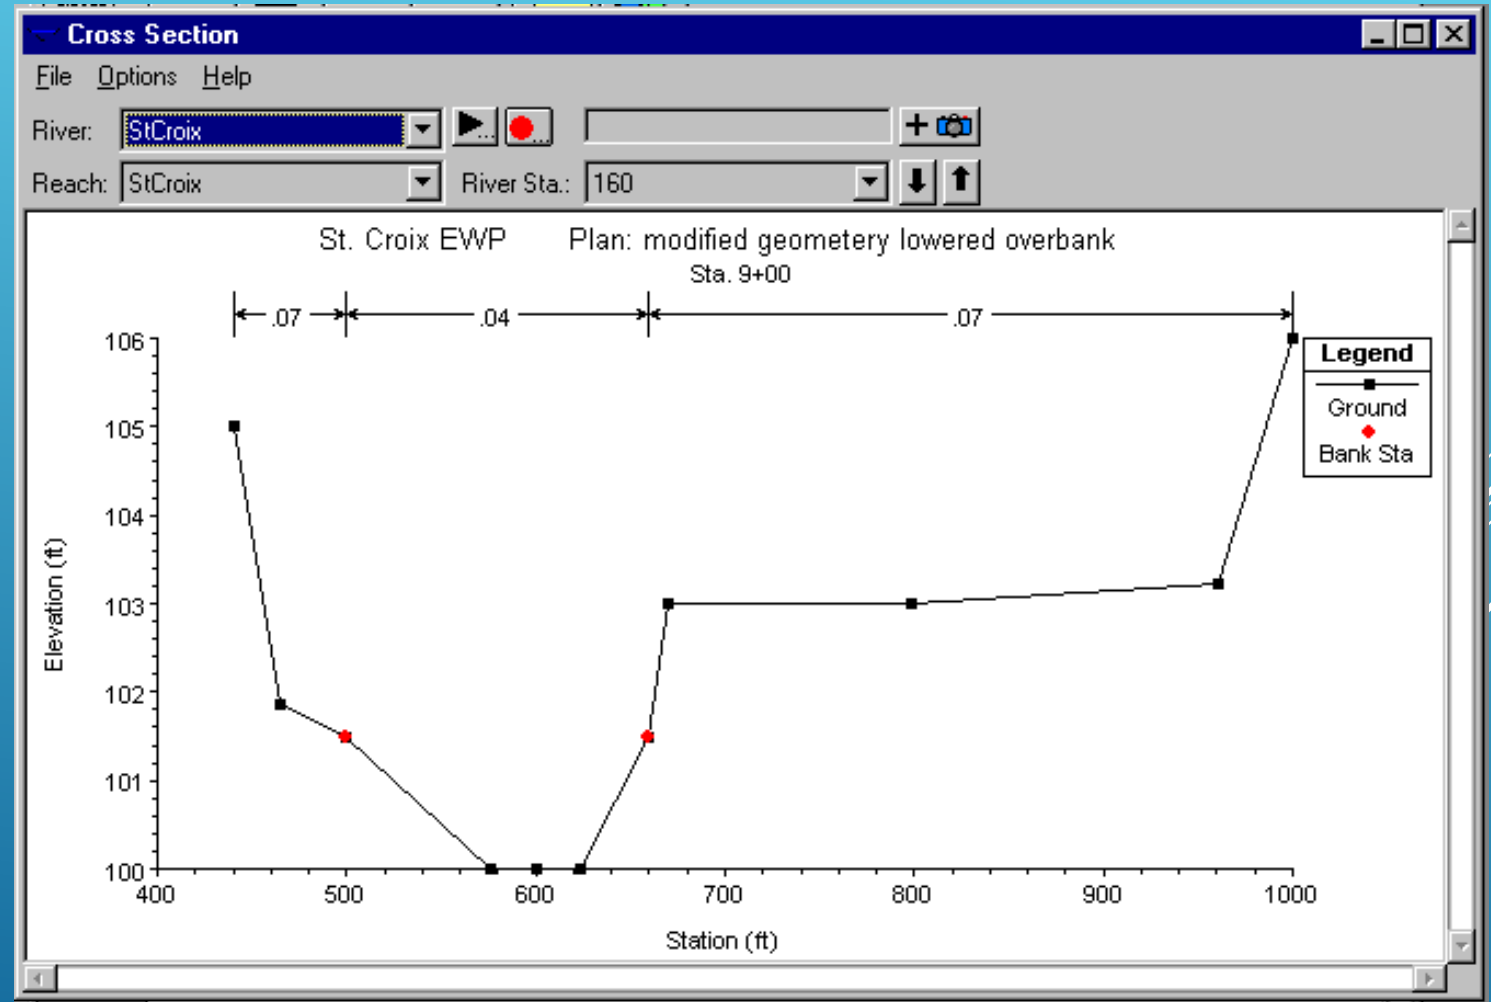 Cross Section
File Options Help
River: StCroix
Reach: StCroix River Sta.: 160
St. Croix EWP Plan: modified geometery lowered overbank
Sta. 9+00
.07 .04 .07
106
105
104
103
102
101
100
Elevation (ft)
400 500 600 700 800 900 1000
Station (ft)
Legend
Ground
Bank Sta